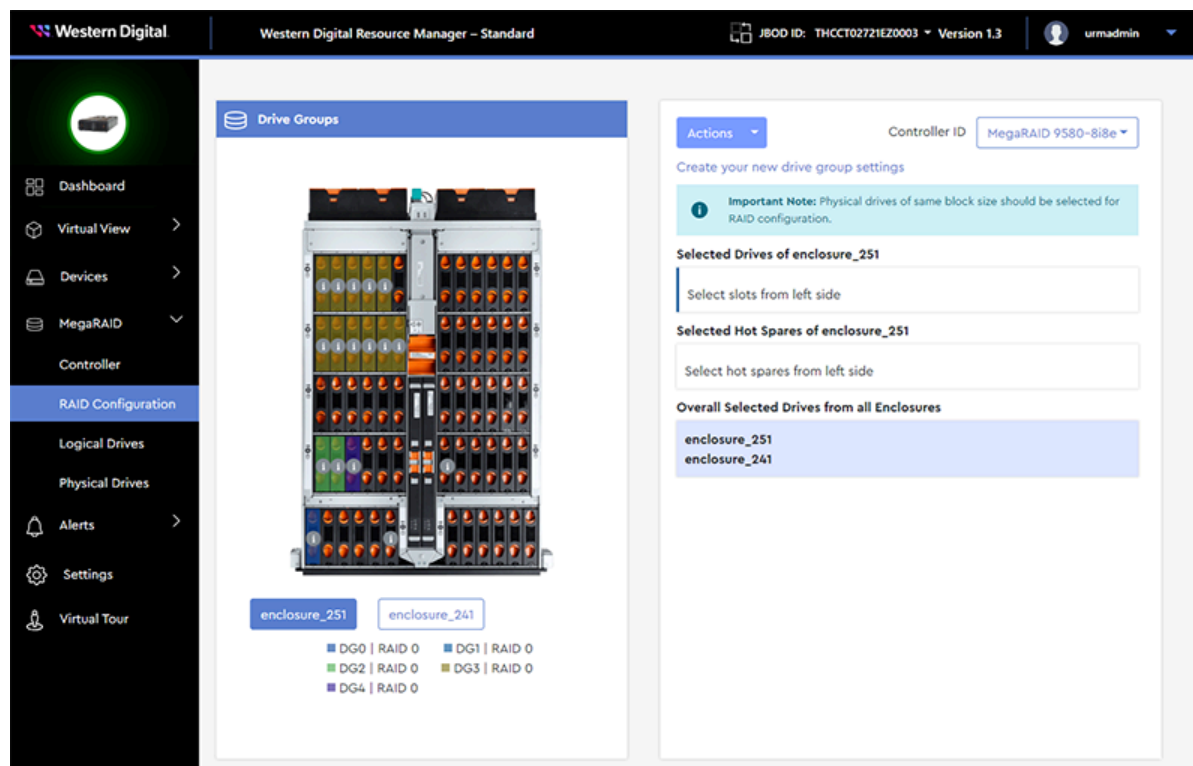 Western Digital.
Western Digital Resource Manager – Standard
JBOD ID: THCCT02721EZ0003 Version 1.3
urmadmin
Dashboard
Virtual View
Devices
MegaRAID
Controller
RAID Configuration
Logical Drives
Physical Drives
Alerts
Settings
Virtual Tour
Drive Groups
enclosure_251
enclosure_241
DG0 | RAID 0
DG1 | RAID 0
DG2 | RAID 0
DG3 | RAID 0
DG4 | RAID 0
Actions
Controller ID
MegaRAID 9580-8i8e
Create your new drive group settings
Important Note: Physical drives of same block size should be selected for
RAID configuration.
Selected Drives of enclosure_251
Select slots from left side
Selected Hot Spares of enclosure_251
Select hot spares from left side
Overall Selected Drives from all Enclosures
enclosure_251
enclosure_241